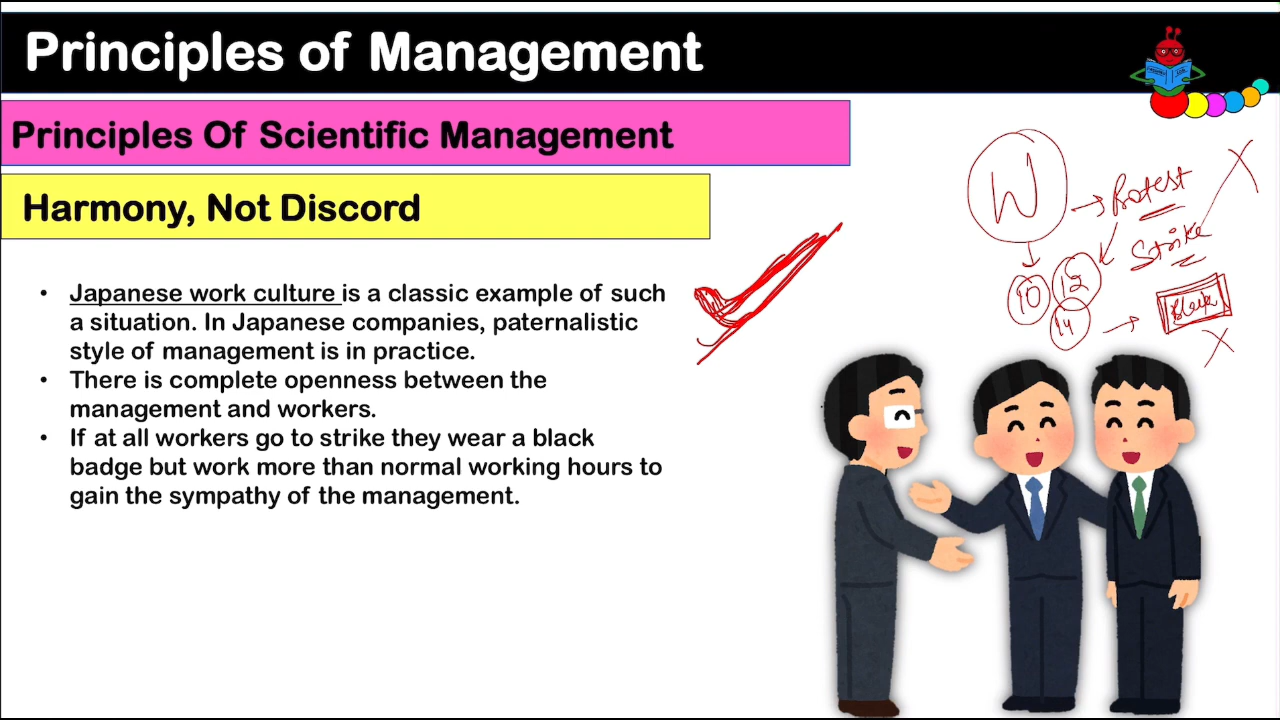 Principles of Management
Principles Of Scientific Management
Harmony, Not Discord
• Japanese work culture is a classic example of such
a situation. In Japanese companies, paternalistic
style of management is in practice.
• There is complete openness between the
management and workers.
• If at all workers go to strike they wear a black
badge but work more than normal working hours to
gain the sympathy of the management.
W
Strike
10
12
14